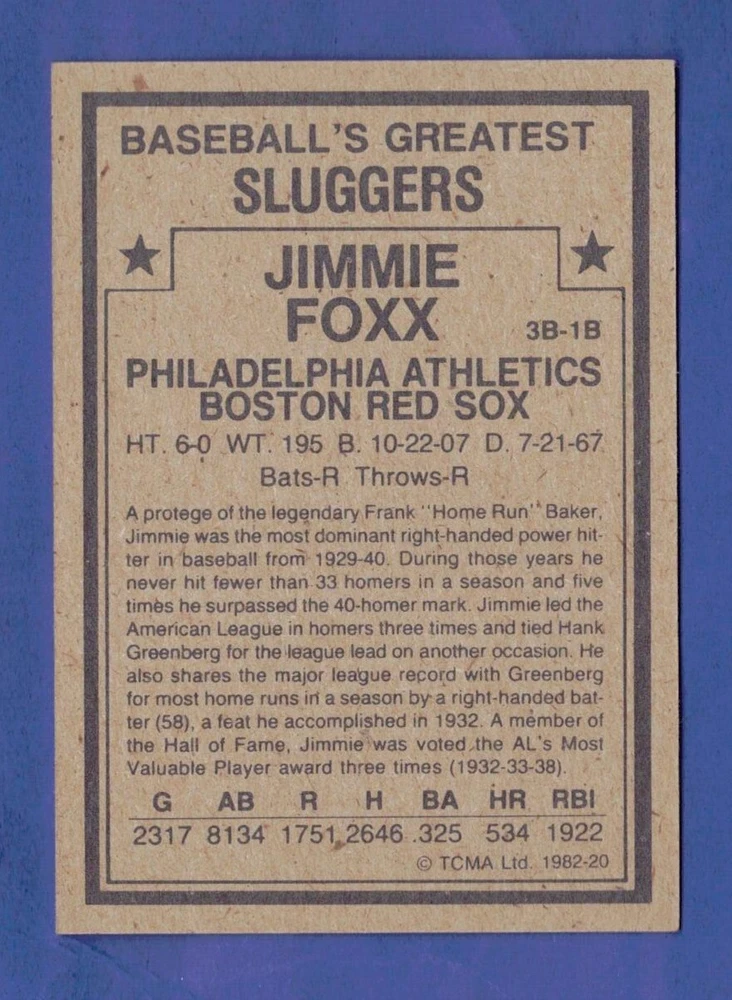 BASEBALL'S GREATEST
SLUGGERS
JIMMIE
FOXX
3B-1B
PHILADELPHIA ATHLETICS
BOSTON RED SOX
HT. 6-0 WT. 195 B. 10-22-07 D. 7-21-67
Bats-R Throws-R
A protege of the legendary Frank "Home Run" Baker,
Jimmie was the most dominant right-handed power hit-
ter in baseball from 1929-40. During those years he
never hit fewer than 33 homers in a season and five
times he surpassed the 40-homer mark. Jimmie led the
American League in homers three times and tied Hank
Greenberg for the league lead on another occasion. He
also shares the major league record with Greenberg
for most home runs in a season by a right-handed bat-
ter (58), a feat he accomplished in 1932. A member of
the Hall of Fame, Jimmie was voted the AL's Most
Valuable Player award three times (1932-33-38).
G AB R H BA HR RBI
2317 8134 1751 2646 .325 534 1922
© TCMA Ltd. 1982-20